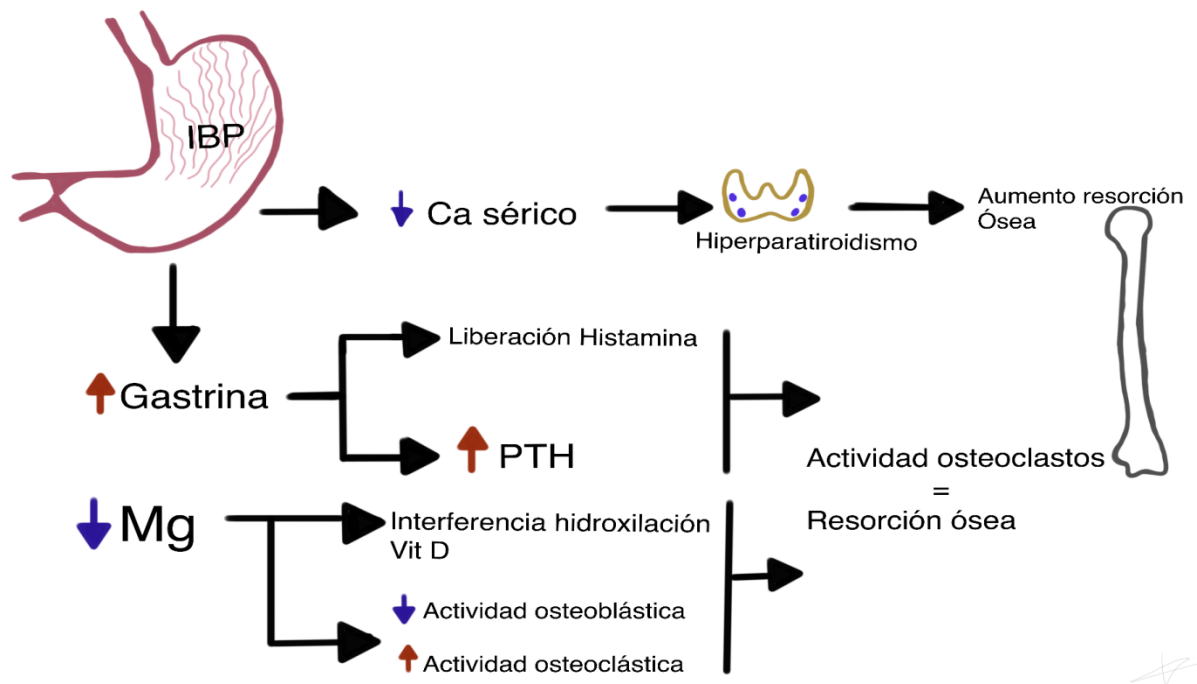 IBP
Ca sérico
Hiperparatiroidismo
Aumento resorción
Ósea
Gastrina
Liberación Histamina
PTH
Mg
Interferencia hidroxilación
Vit D
Actividad osteoblástica
Actividad osteoclástica
Actividad osteoclastos
=
Resorción ósea